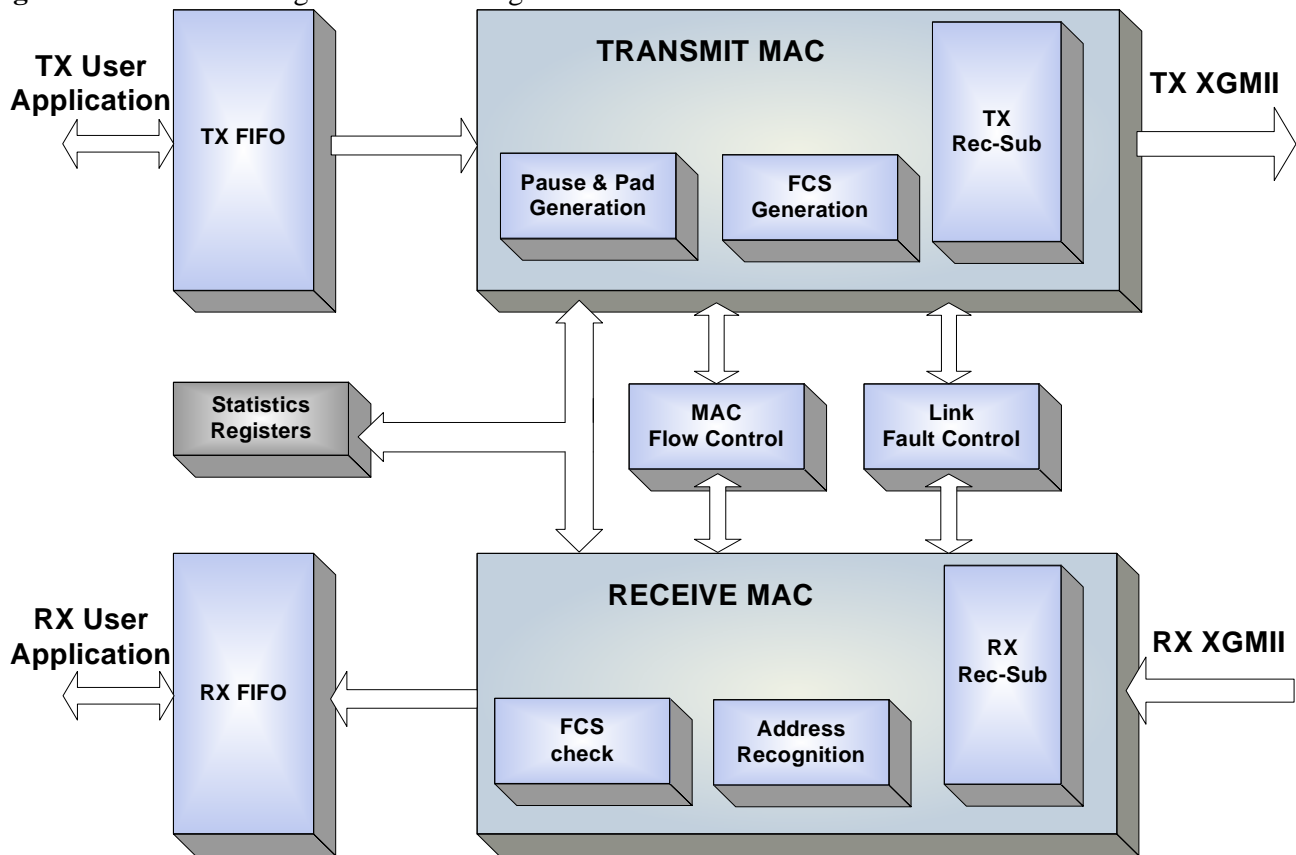 TRANSMIT MAC
TX User
Application
TX XGMII
TX FIFO
TX
Rec-Sub
Pause & Pad
Generation
FCS
Generation
Statistics
Registers
MAC
Flow Control
Link
Fault Control
RECEIVE MAC
RX User
Application
RX XGMII
RX FIFO
RX
Rec-Sub
FCS
check
Address
Recognition